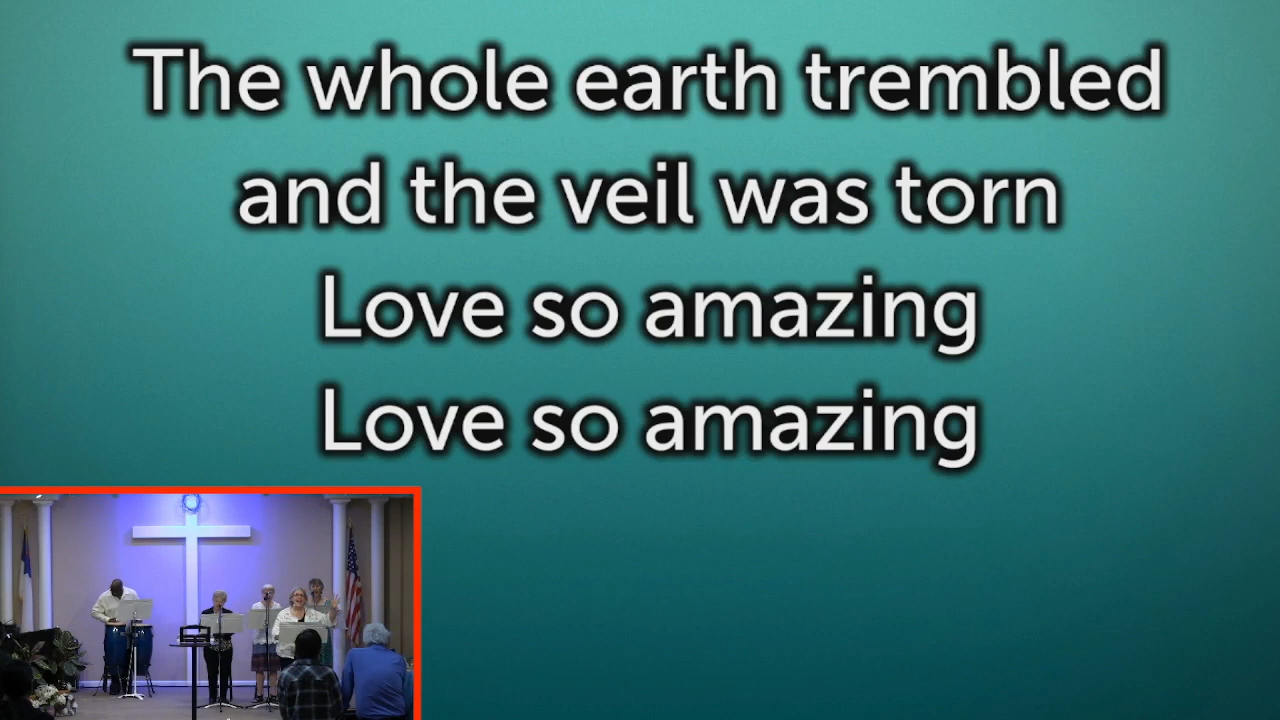 The whole earth trembled
and the veil was torn
Love so amazing
Love so amazing